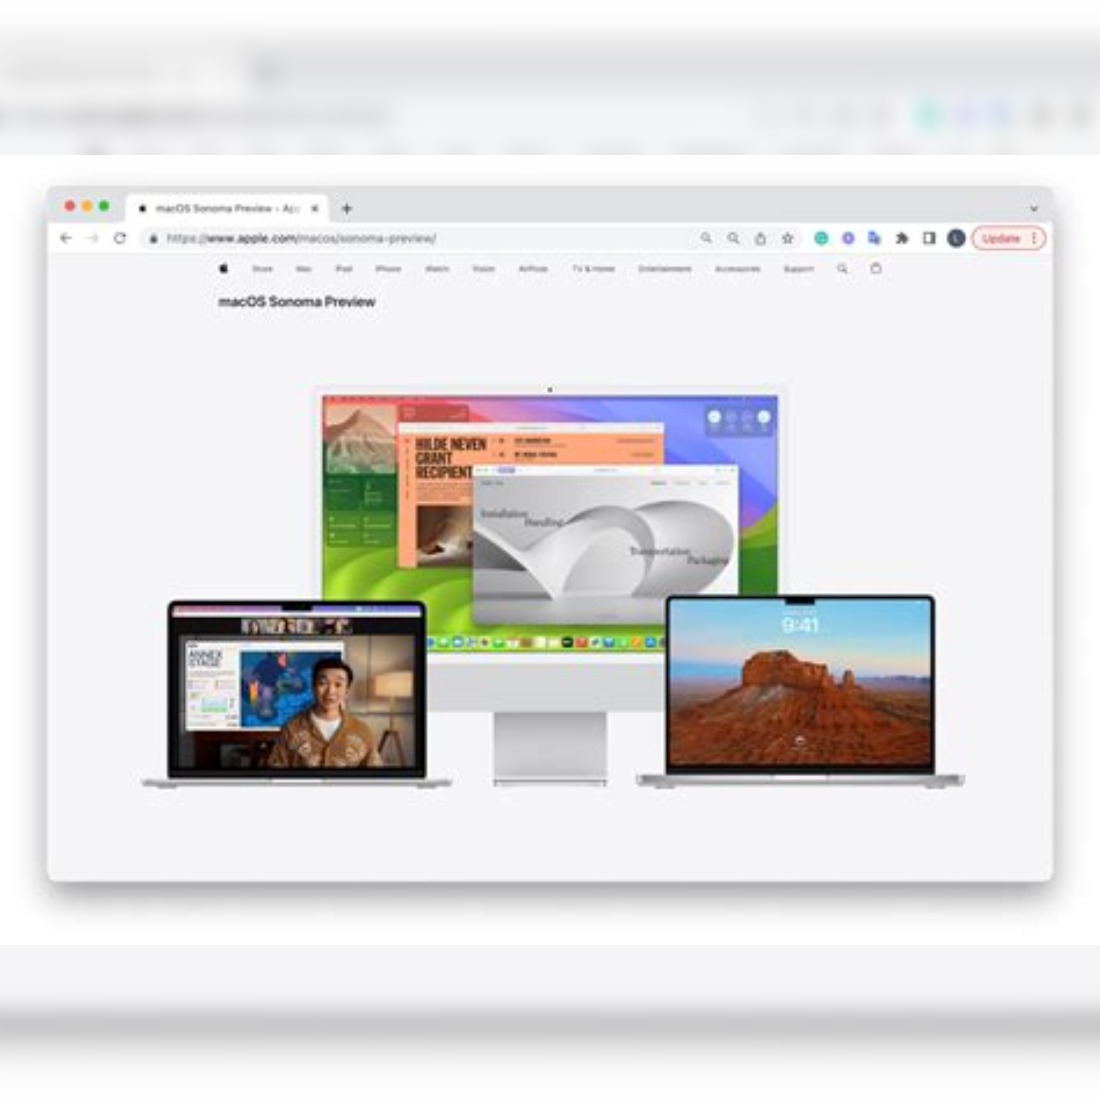 macOS Sonoma Preview - App
https://www.apple.com/macos/sonoma-preview/
Update
Store Mac iPad iPhone Watch Vision AirPods TV & Home Entertainment Accessories Support
macOS Sonoma Preview
HILDE NEVEN
GRANT
RECIPIENT
Installation
Handling
Transportation
Packaging
ANNEX
STAGE
9:41